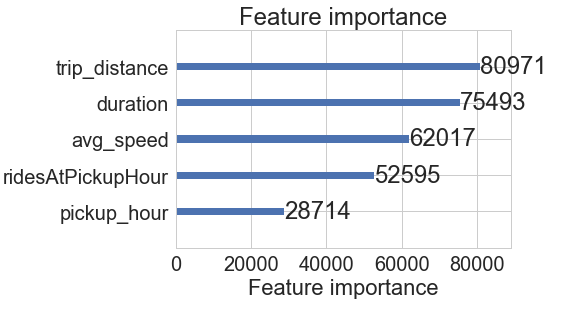 Feature importance
trip_distance 80971
duration 75493
avg_speed 62017
ridesAtPickupHour 52595
pickup_hour 28714
0 20000 40000 60000 80000
Feature importance